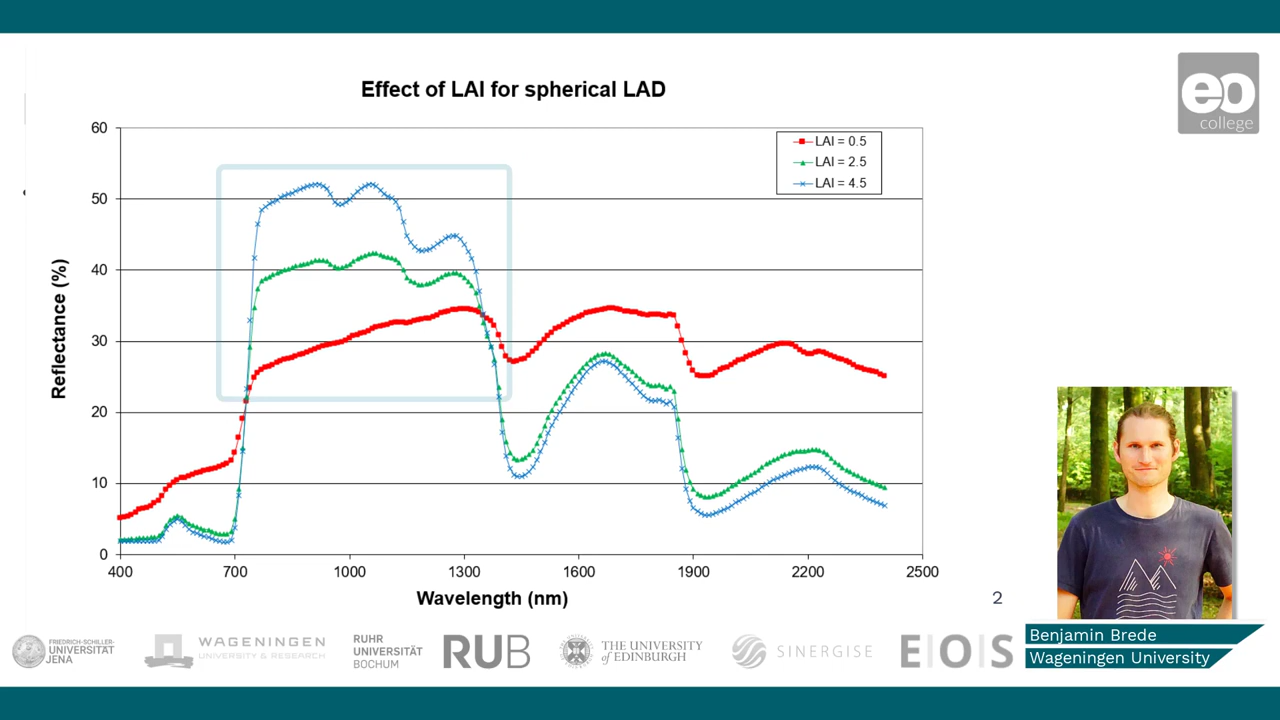 Effect of LAI for spherical LAD
eo
college
60
50
40
30
20
10
0
LAI = 0.5
LAI = 2.5
LAI = 4.5
Reflectance (%)
400 700 1000 1300 1600 1900 2200 2500
Wavelength (nm)
2
FRIEDRICH-SCHILLER-
UNIVERSITÄT
JENA
WAGENINGEN
UNIVERSITY & RESEARCH
RUHR
UNIVERSITÄT
BOCHUM
RUB
THE UNIVERSITY
of EDINBURGH
SINERGISE
E|O|S
Benjamin Brede
Wageningen University